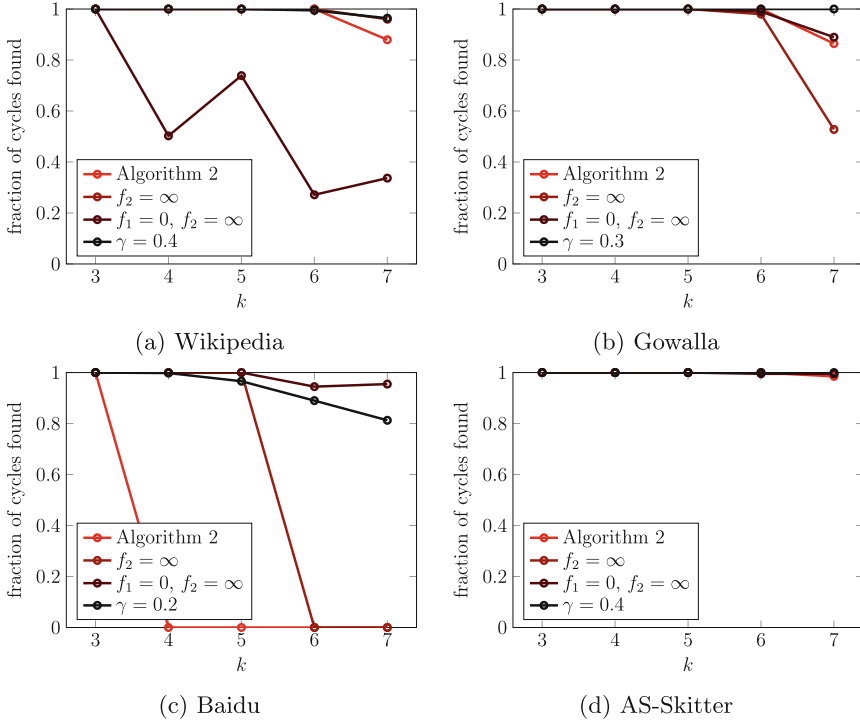 1
0.8
0.6
0.4
0.2
0
fraction of cycles found
Algorithm 2
f₂ = ∞
f₁ = 0, f₂ = ∞
γ = 0.4
3 4 5 6 7
k
(a) Wikipedia
1
0.8
0.6
0.4
0.2
0
fraction of cycles found
Algorithm 2
f₂ = ∞
f₁ = 0, f₂ = ∞
γ = 0.3
3 4 5 6 7
k
(b) Gowalla
1
0.8
0.6
0.4
0.2
0
fraction of cycles found
Algorithm 2
f₂ = ∞
f₁ = 0, f₂ = ∞
γ = 0.2
3 4 5 6 7
k
(c) Baidu
1
0.8
0.6
0.4
0.2
0
fraction of cycles found
Algorithm 2
f₂ = ∞
f₁ = 0, f₂ = ∞
γ = 0.4
3 4 5 6 7
k
(d) AS-Skitter